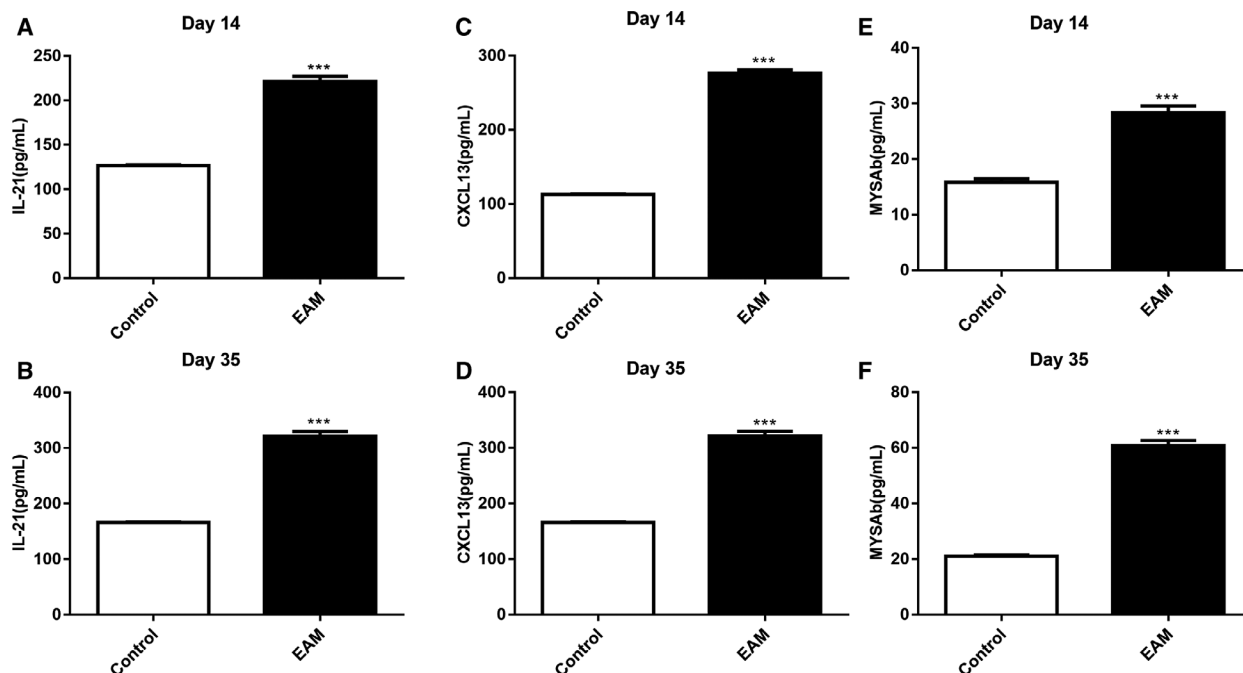 A
Day 14
IL-21(pg/mL)
250
200
150
100
50
0
***
Control
EAM
C
Day 14
CXCL13(pg/mL)
300
200
100
0
***
Control
EAM
E
Day 14
MYSAb(pg/mL)
40
30
20
10
0
***
Control
EAM
B
Day 35
IL-21(pg/mL)
400
300
200
100
0
***
Control
EAM
D
Day 35
CXCL13(pg/mL)
400
300
200
100
0
***
Control
EAM
F
Day 35
MYSAb(pg/mL)
80
60
40
20
0
***
Control
EAM